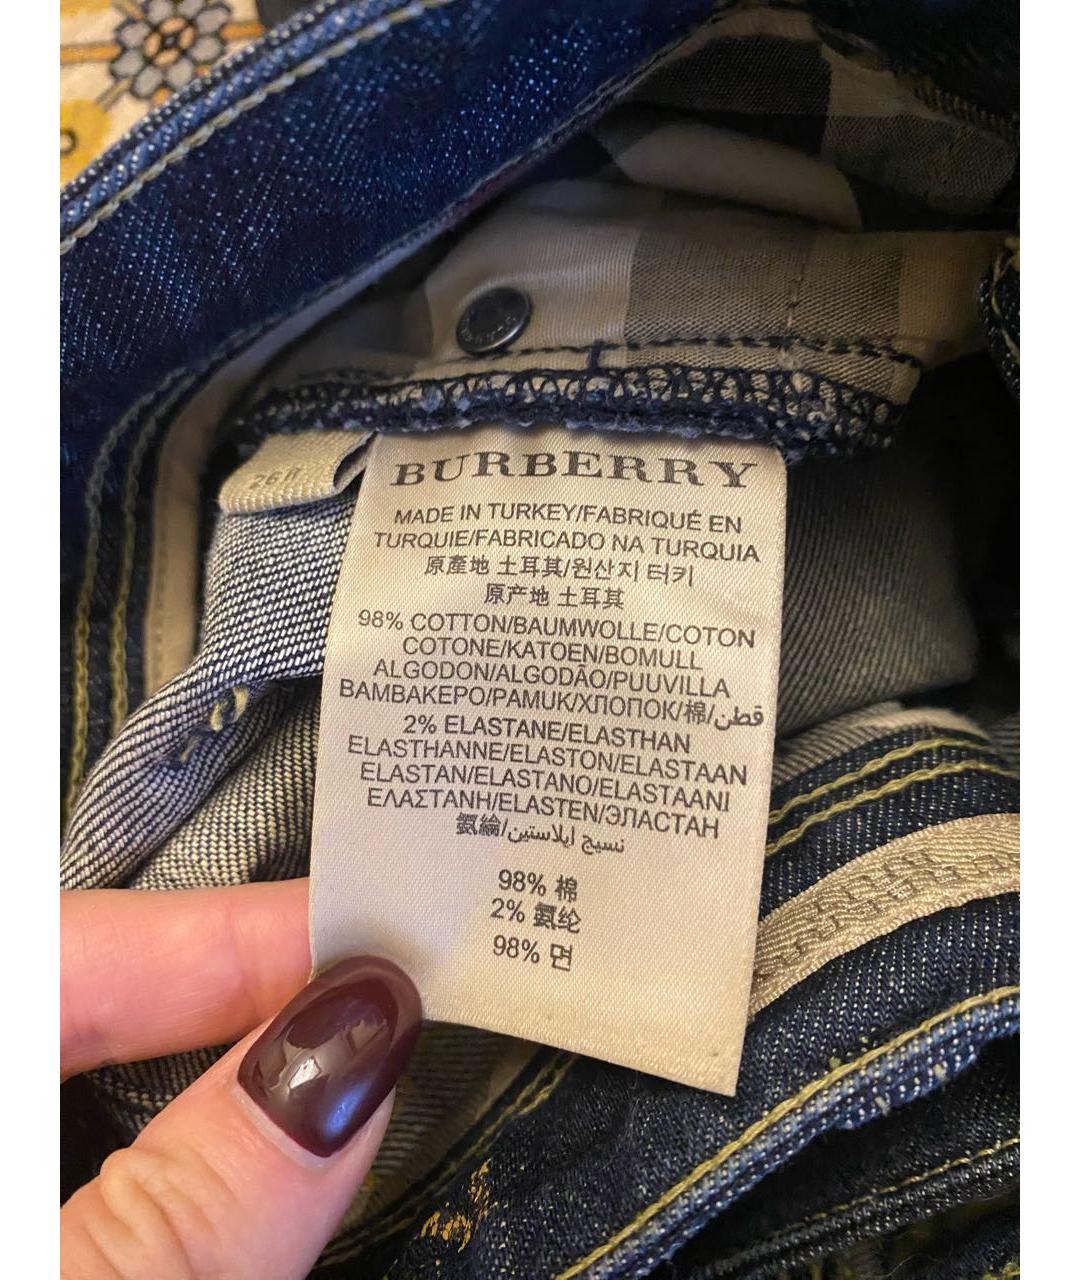 BURBERRY
MADE IN TURKEY/FABRIQUÉ EN
TURQUIE/FABRICADO NA TURQUIA
原產地 土耳其/원산지 터키
原产地 土耳其
98% COTTON/BAUMWOLLE/COTON
COTONE/KATOEN/BOMULL
ALGODON/ALGODÃO/PUUVILLA
ΒΑΜΒΑΚΕΡΟ/PAMUK/ХЛОПОК/棉/قطن
2% ELASTANE/ELASTHAN
ELASTHANNE/ELASTON/ELASTAAN
ELASTAN/ELASTANO/ELASTAANI
ΕΛΑΣΤΑΝΗ/ELASTEN/ЭЛАСТАН
氨綸/نسيج إيلاستين
98% 棉
2% 氨纶
98% 면